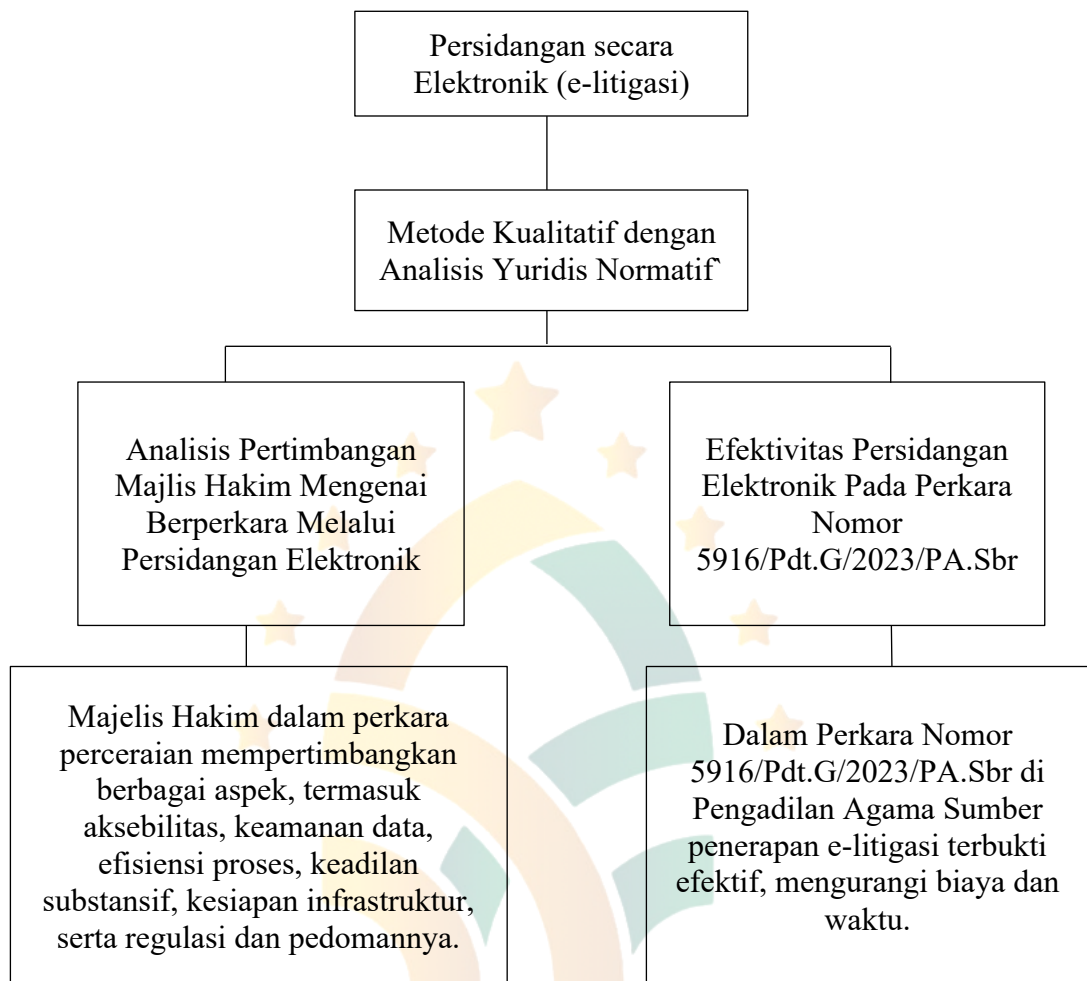 Persidangan secara
Elektronik (e-litigasi)
Metode Kualitatif dengan
Analisis Yuridis Normatif`
Analisis Pertimbangan
Majlis Hakim Mengenai
Berperkara Melalui
Persidangan Elektronik
Efektivitas Persidangan
Elektronik Pada Perkara
Nomor
5916/Pdt.G/2023/PA.Sbr
Majelis Hakim dalam perkara
perceraian mempertimbangkan
berbagai aspek, termasuk
aksebilitas, keamanan data,
efisiensi proses, keadilan
substansif, kesiapan infrastruktur,
serta regulasi dan pedomannya.
Dalam Perkara Nomor
5916/Pdt.G/2023/PA.Sbr di
Pengadilan Agama Sumber
penerapan e-litigasi terbukti
efektif, mengurangi biaya dan
waktu.